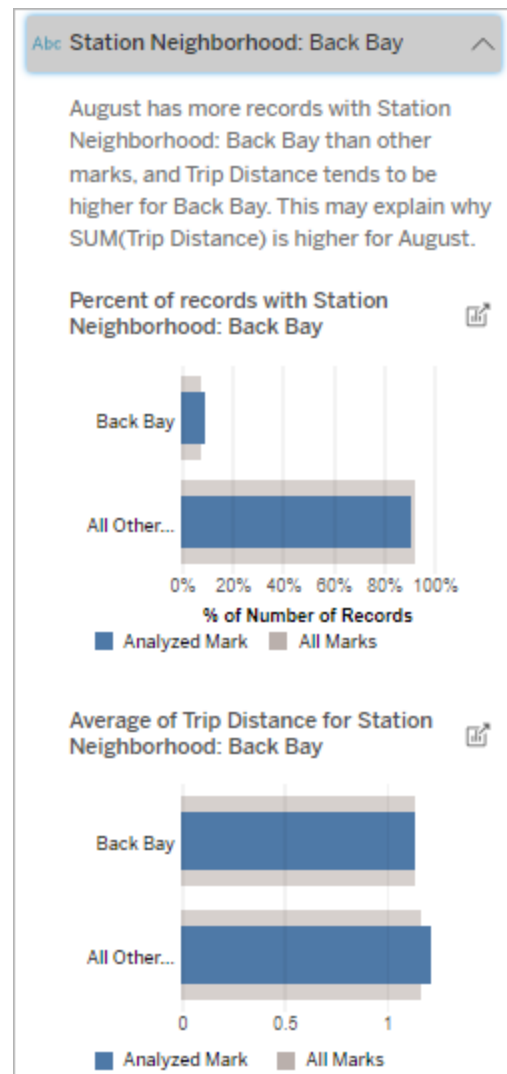 Abc Station Neighborhood: Back Bay
August has more records with Station
Neighborhood: Back Bay than other
marks, and Trip Distance tends to be
higher for Back Bay. This may explain why
SUM(Trip Distance) is higher for August.
Percent of records with Station
Neighborhood: Back Bay
Back Bay
All Other...
0% 20% 40% 60% 80% 100%
% of Number of Records
Analyzed Mark All Marks
Average of Trip Distance for Station
Neighborhood: Back Bay
Back Bay
All Other...
0 0.5 1
Analyzed Mark All Marks